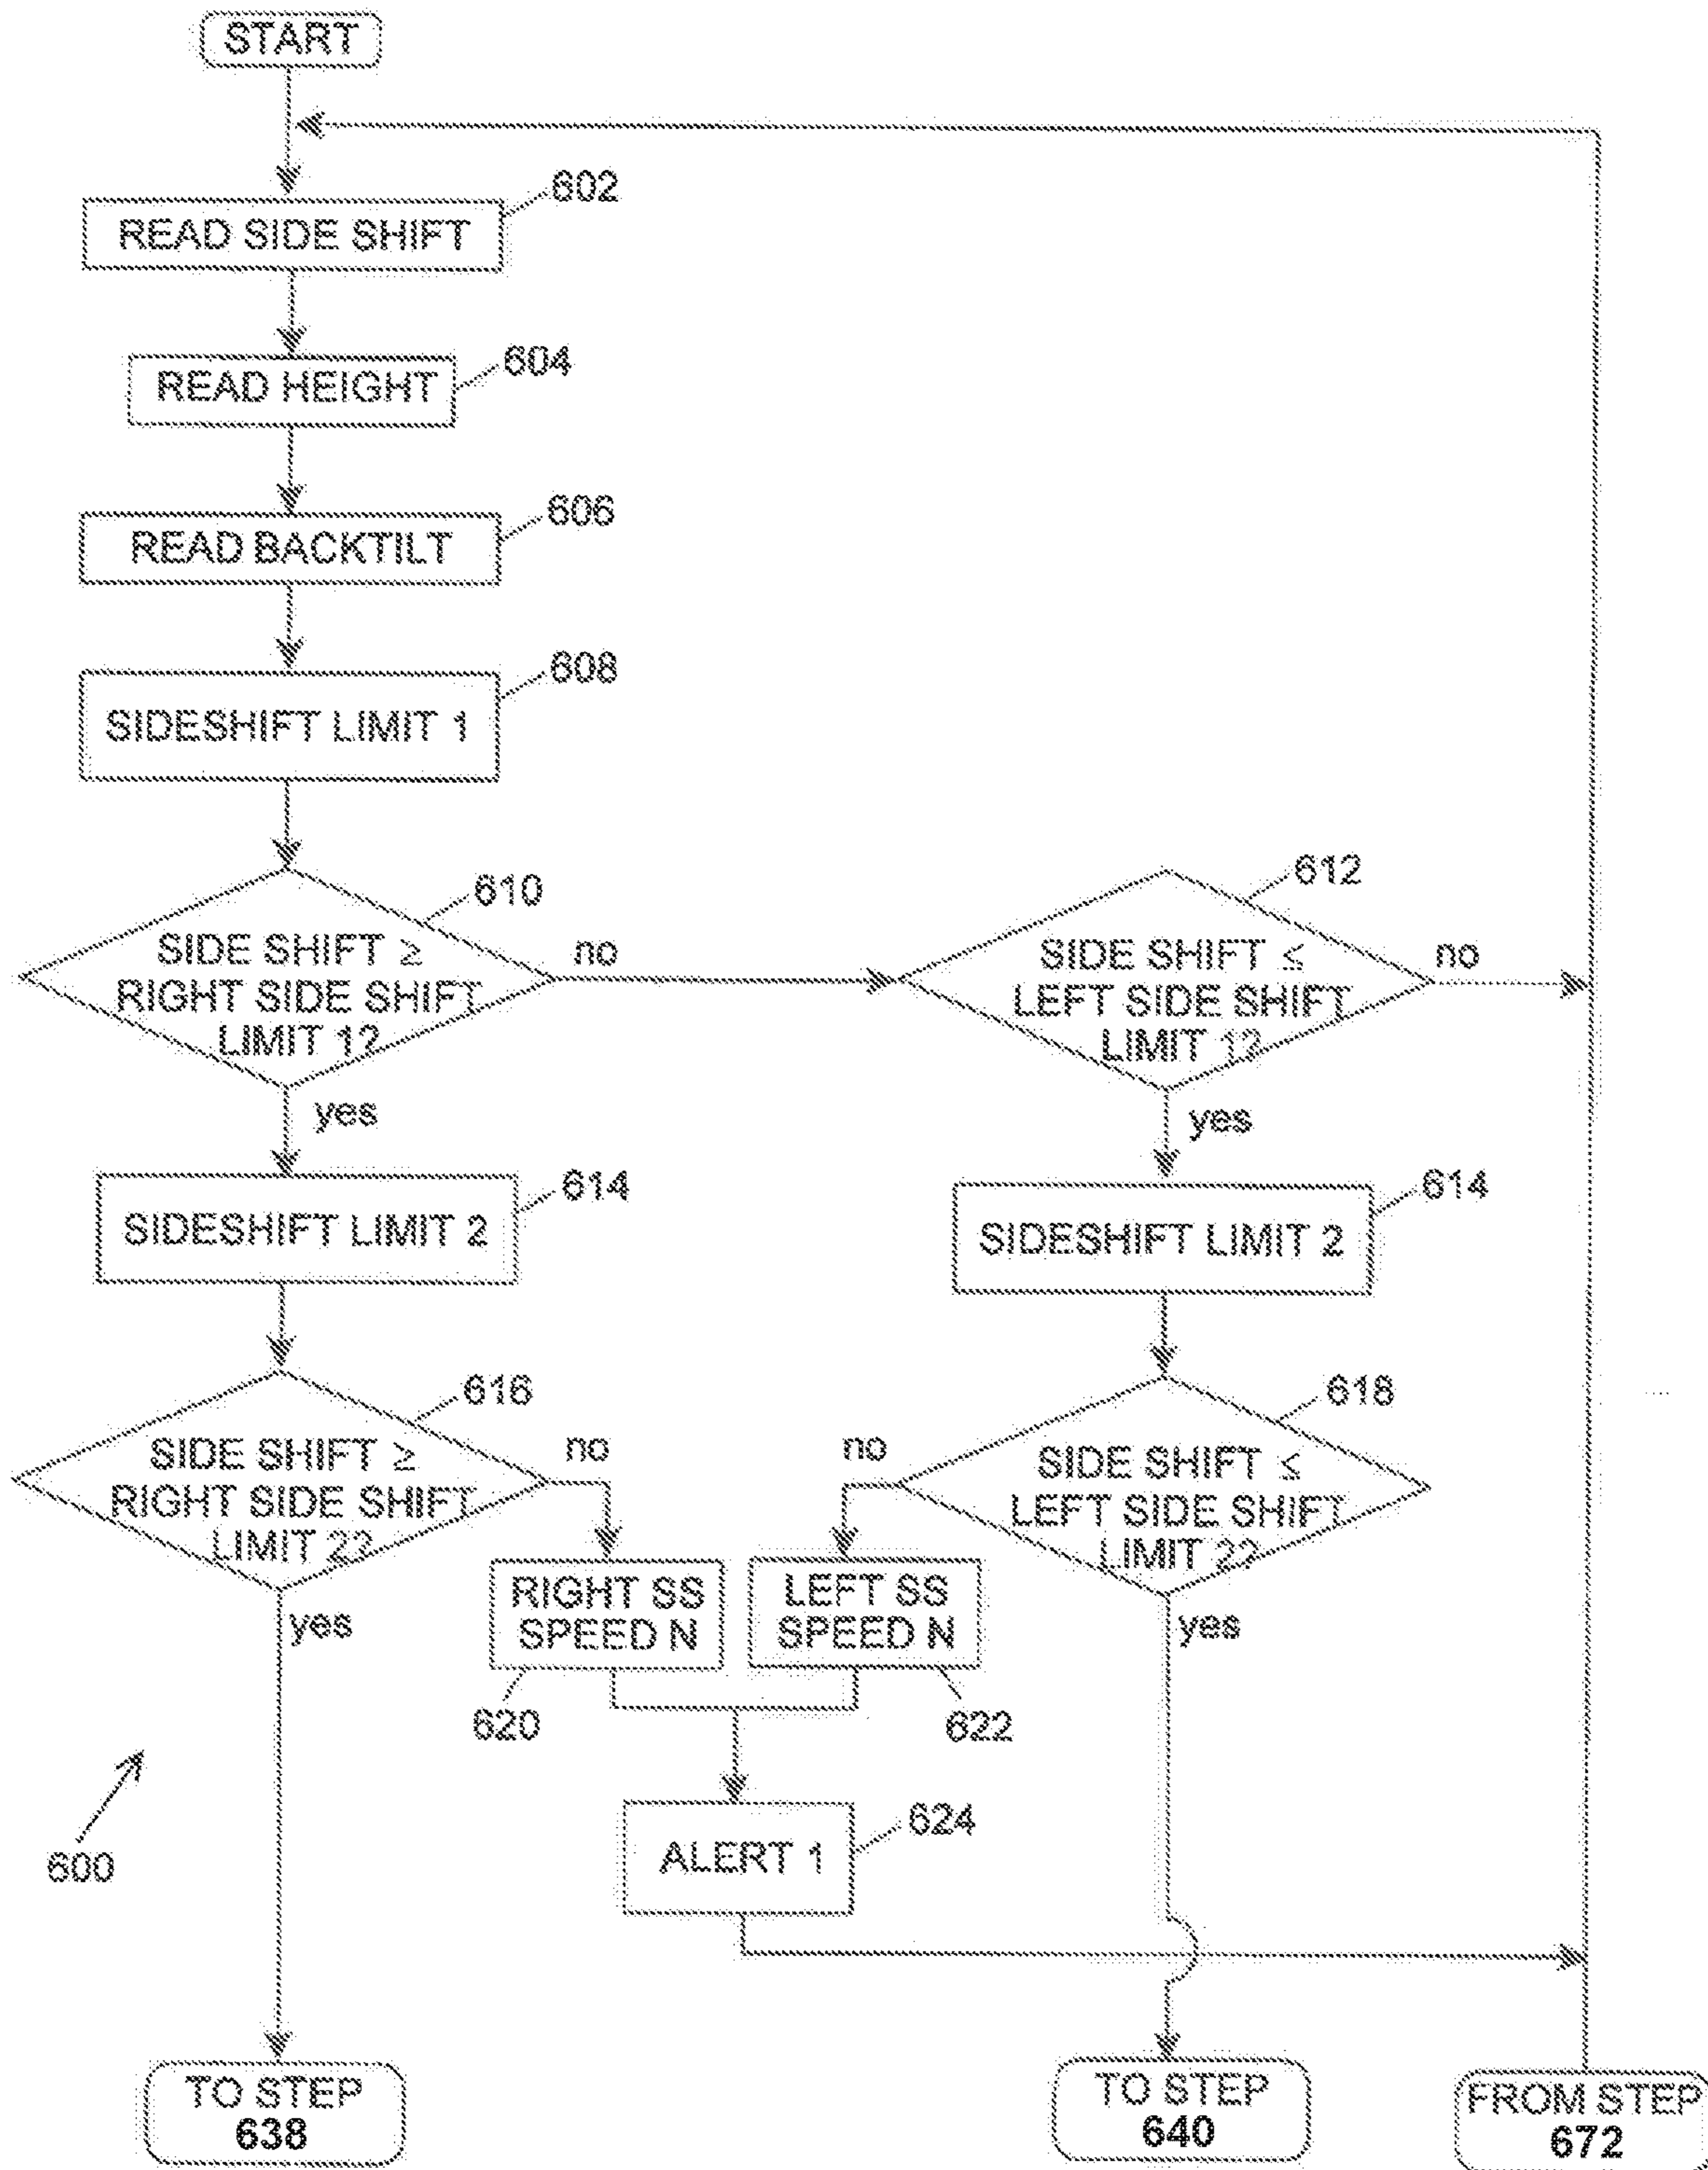 START
602
READ SIDE SHIFT
604
READ HEIGHT
606
READ BACKTILT
608
SIDESHIFT LIMIT 1
610
SIDE SHIFT ≥
RIGHT SIDE SHIFT
LIMIT 1?
no
612
SIDE SHIFT ≤
LEFT SIDE SHIFT
LIMIT 1?
no
yes
yes
614
SIDESHIFT LIMIT 2
614
SIDESHIFT LIMIT 2
616
SIDE SHIFT ≥
RIGHT SIDE SHIFT
LIMIT 2?
no
618
SIDE SHIFT ≤
LEFT SIDE SHIFT
LIMIT 2?
no
yes
yes
RIGHT SS
SPEED N
620
LEFT SS
SPEED N
622
624
ALERT 1
600
TO STEP
638
TO STEP
640
FROM STEP
672